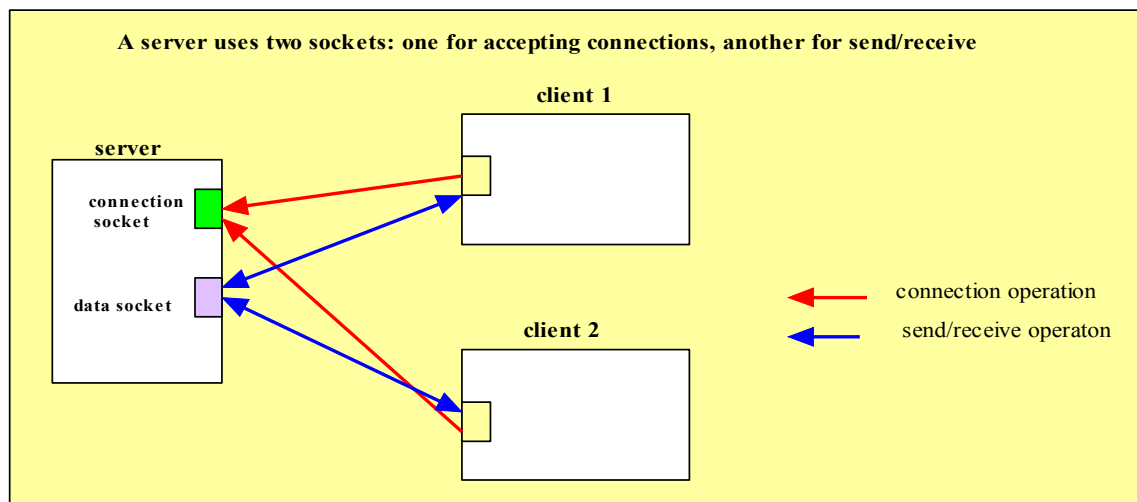 A server uses two sockets: one for accepting connections, another for send/receive
client 1
server
connection
socket
data socket
connection operation
client 2
send/receive operaton